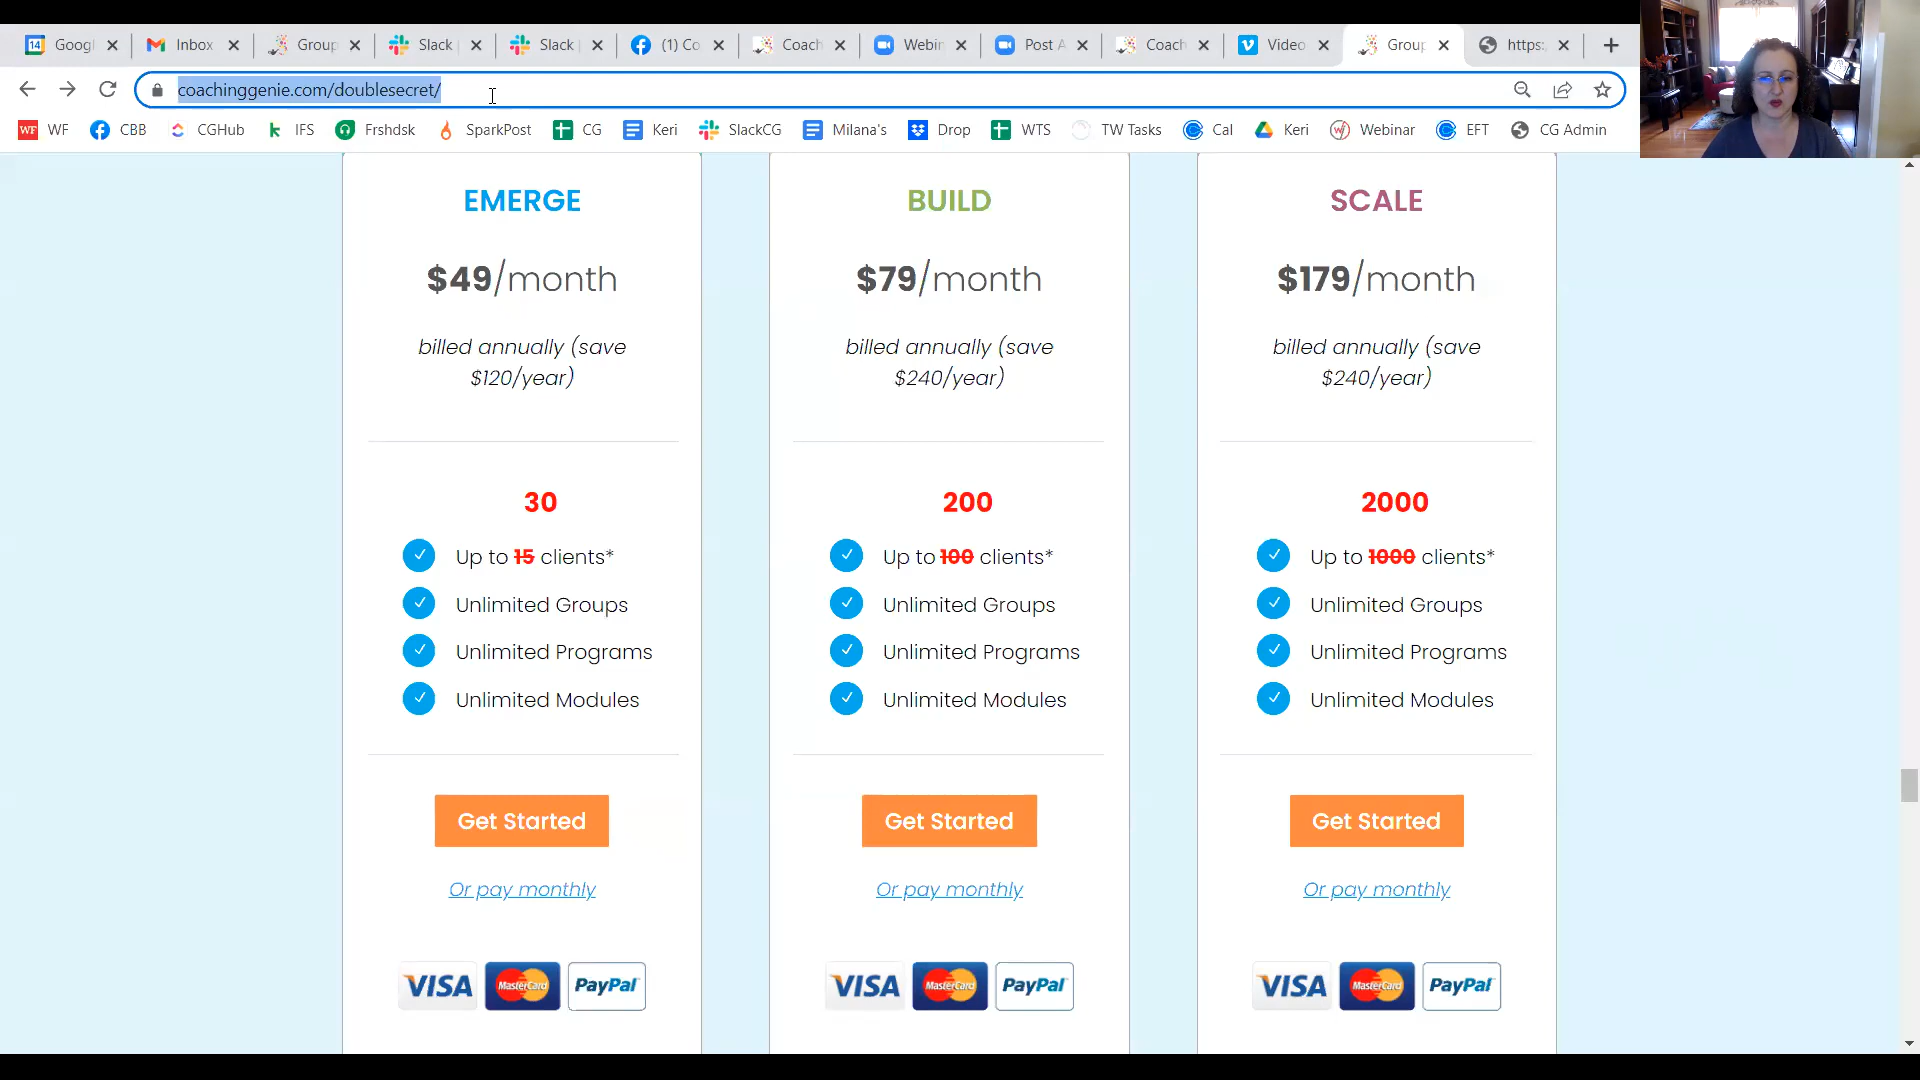 14 Googl
Inbox
Group
Slack
Slack
(1) Co
Coach
Webin
Post A
Coach
Video
Group
https:
coachinggenie.com/doublesecret/
WF WF
CBB
CGHub
IFS
Frshdsk
SparkPost
CG
Keri
SlackCG
Milana's
Drop
WTS
TW Tasks
Cal
Keri
Webinar
EFT
CG Admin
EMERGE
$49/month
billed annually (save
$120/year)
30
Up to 15 clients*
Unlimited Groups
Unlimited Programs
Unlimited Modules
Get Started
Or pay monthly
VISA MasterCard PayPal
BUILD
$79/month
billed annually (save
$240/year)
200
Up to 100 clients*
Unlimited Groups
Unlimited Programs
Unlimited Modules
Get Started
Or pay monthly
VISA MasterCard PayPal
SCALE
$179/month
billed annually (save
$240/year)
2000
Up to 1000 clients*
Unlimited Groups
Unlimited Programs
Unlimited Modules
Get Started
Or pay monthly
VISA MasterCard PayPal